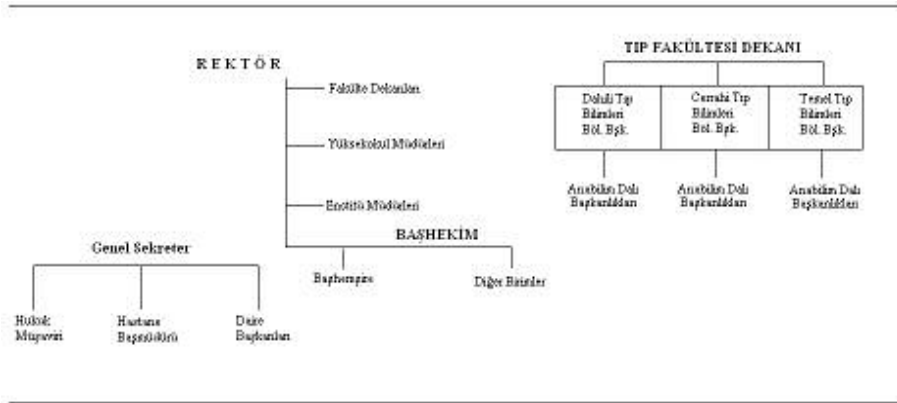 REKTÖR
Fakülte Dekanları
Yüksekokul Müdürleri
Enstitü Müdürleri
BAŞHEKİM
Başhemşire
Diğer Birimler
Genel Sekreter
Hukuk
Müşaviri
Hastane
Başmüdürü
Daire
Başkanları
TIP FAKÜLTESİ DEKANI
Dahili Tıp
Bilimleri
Böl. Bşk.
Cerrahi Tıp
Bilimleri
Böl. Bşk.
Temel Tıp
Bilimleri
Böl. Bşk.
Anabilim Dalı
Başkanlıkları
Anabilim Dalı
Başkanlıkları
Anabilim Dalı
Başkanlıkları